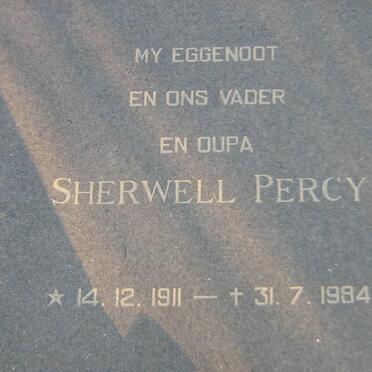 MY EGGENOOT
EN ONS VADER
EN OUPA
SHERWELL PERCY
★ 14. 12. 1911 — † 31. 7. 1984